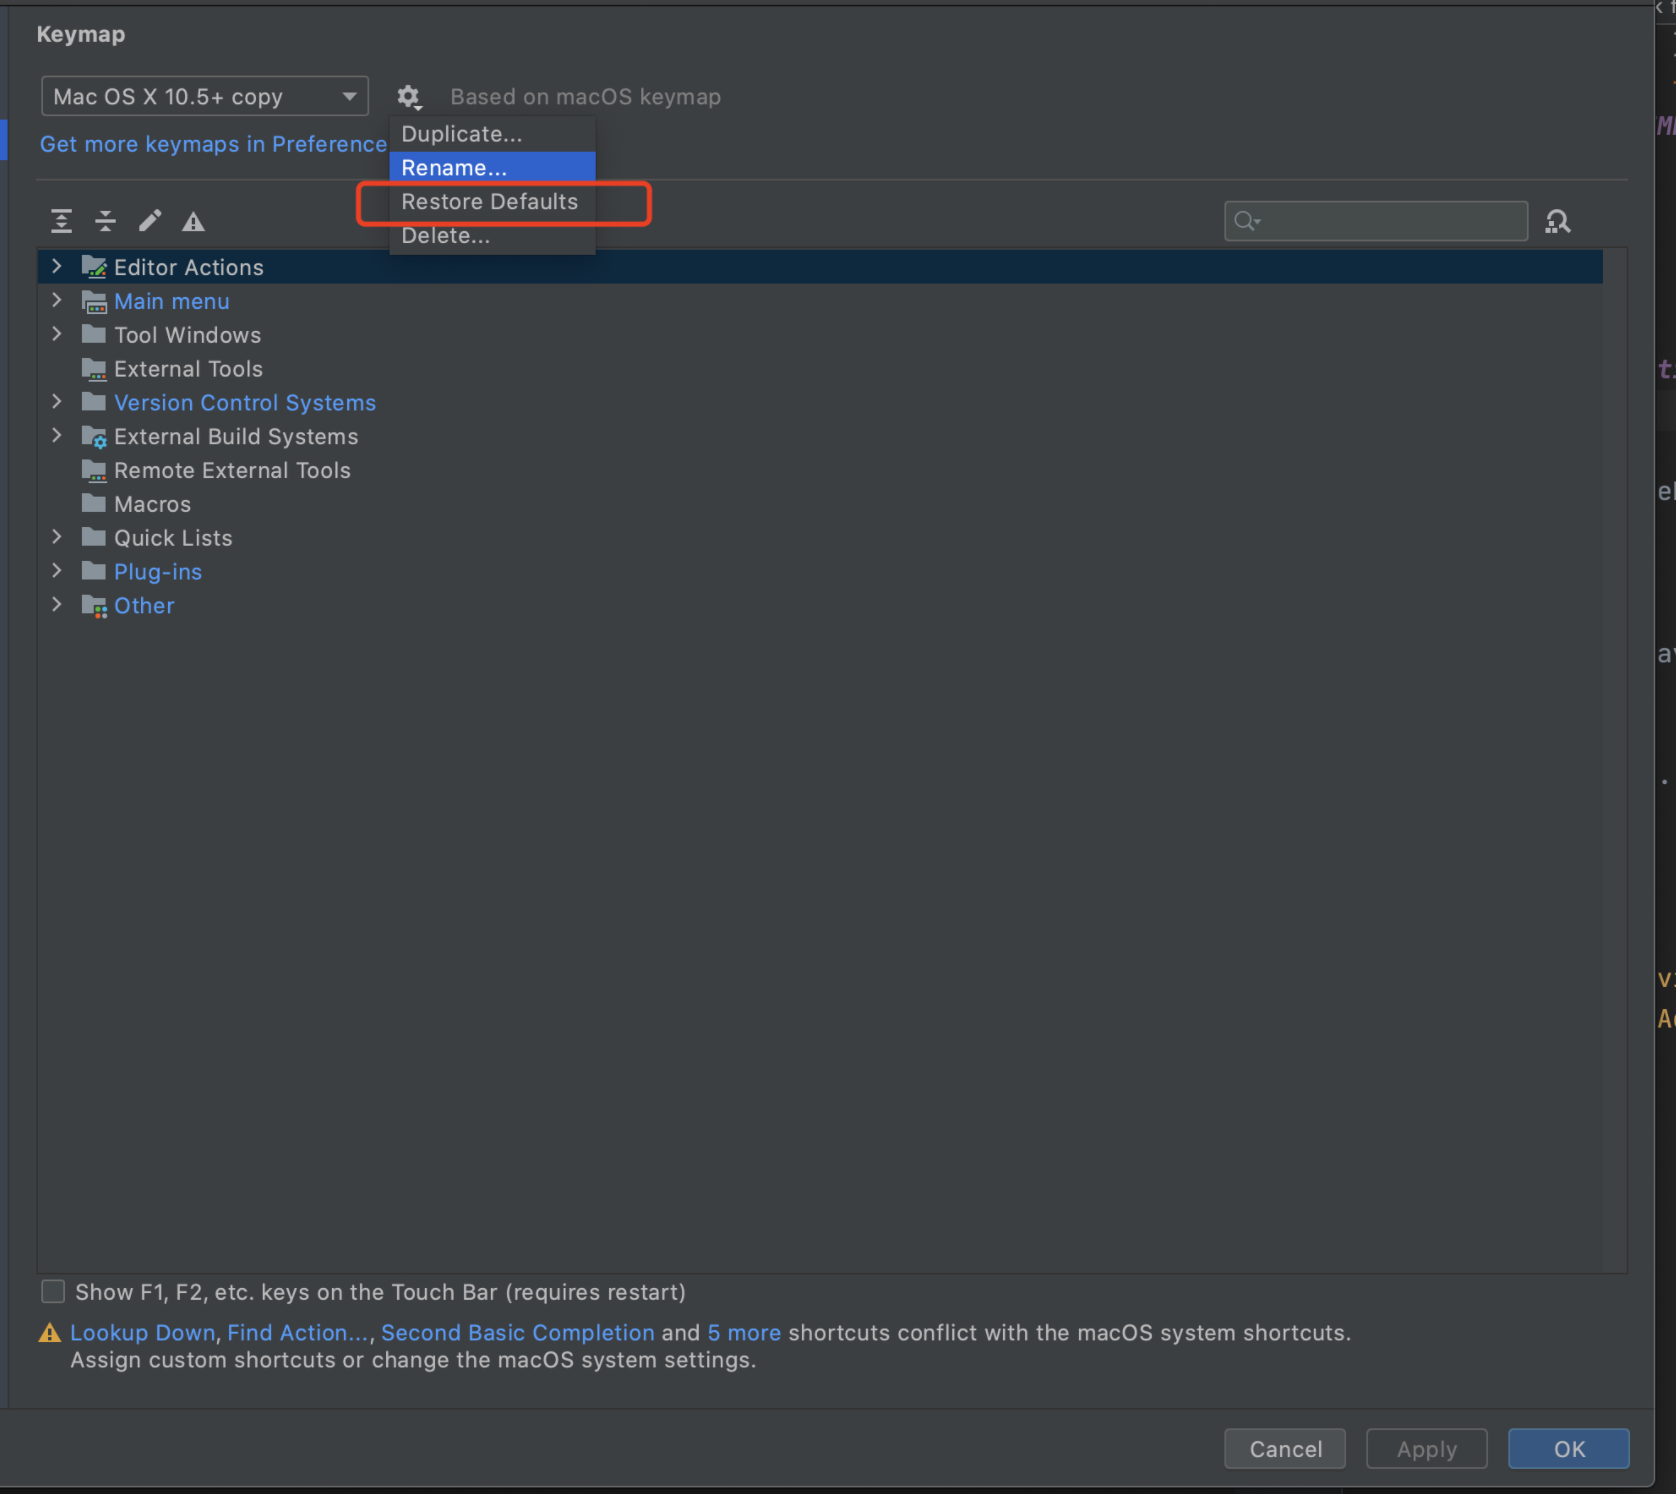 Keymap
Mac OS X 10.5+ copy
Based on macOS keymap
Get more keymaps in Preference
Duplicate...
Rename...
Restore Defaults
Delete...
Editor Actions
Main menu
Tool Windows
External Tools
Version Control Systems
External Build Systems
Remote External Tools
Macros
Quick Lists
Plug-ins
Other
Show F1, F2, etc. keys on the Touch Bar (requires restart)
Lookup Down, Find Action..., Second Basic Completion and 5 more shortcuts conflict with the macOS system shortcuts.
Assign custom shortcuts or change the macOS system settings.
Cancel
Apply
OK